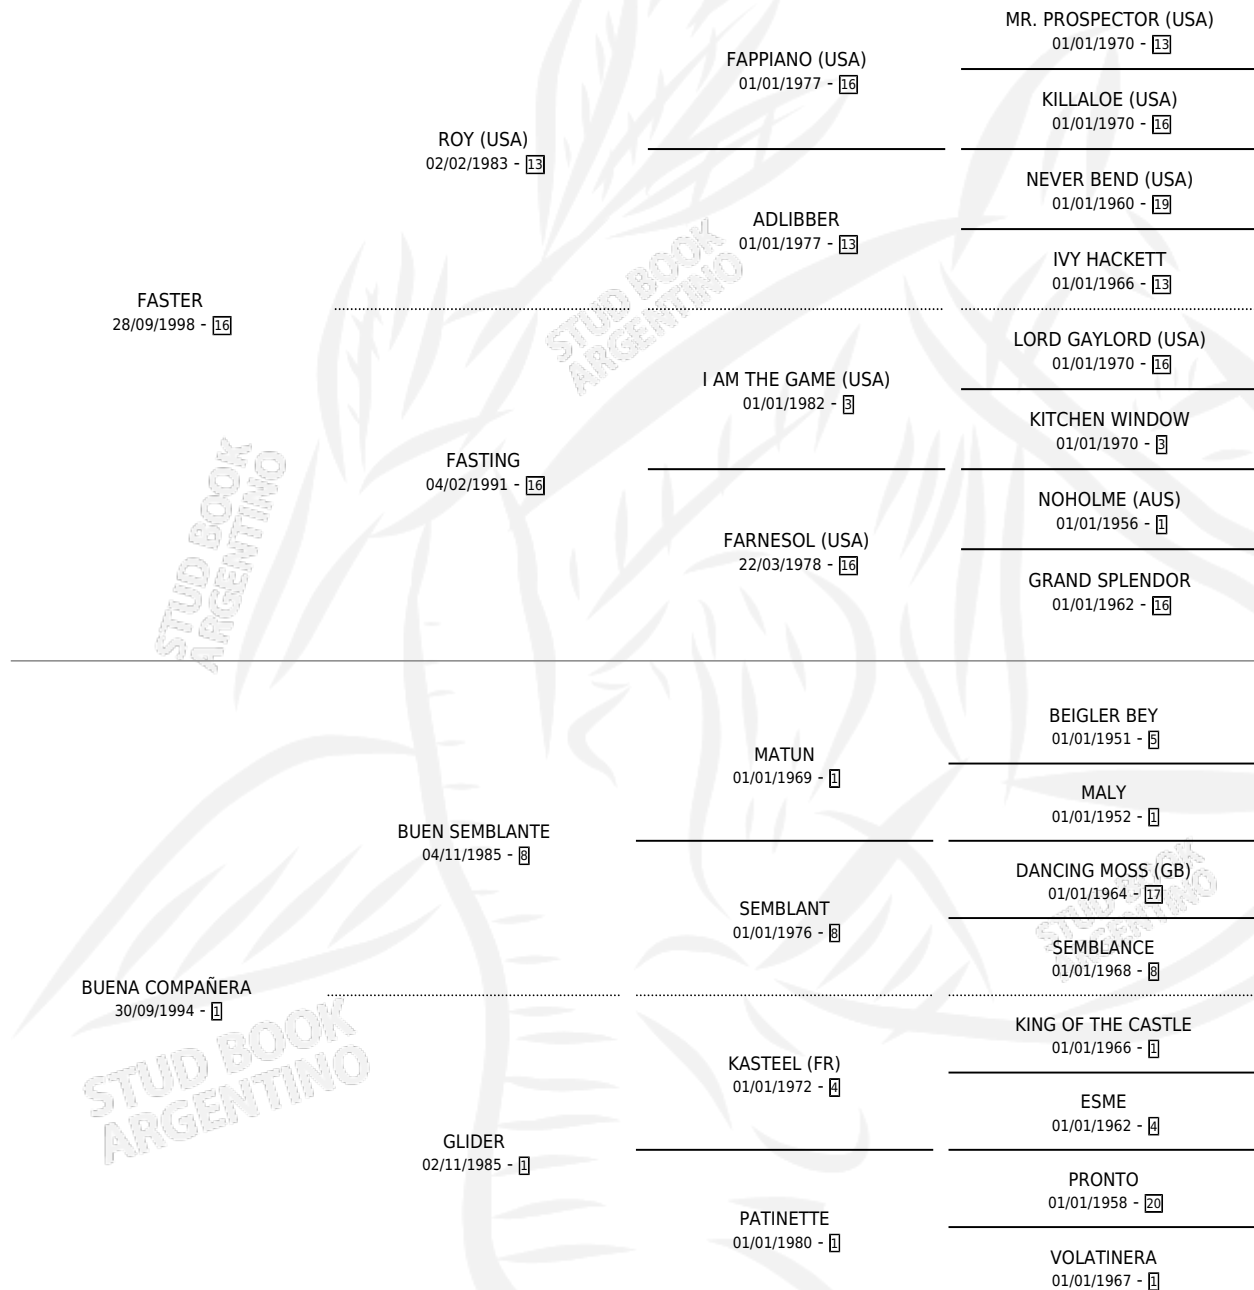 MR. PROSPECTOR (USA)
01/01/1970 - 13
FAPPIANO (USA)
01/01/1977 - 16
KILLALOE (USA)
01/01/1970 - 16
ROY (USA)
02/02/1983 - 13
NEVER BEND (USA)
01/01/1960 - 19
ADLIBBER
01/01/1977 - 13
IVY HACKETT
01/01/1966 - 13
FASTER
28/09/1998 - 16
LORD GAYLORD (USA)
01/01/1970 - 16
I AM THE GAME (USA)
01/01/1982 - 3
KITCHEN WINDOW
01/01/1970 - 3
FASTING
04/02/1991 - 16
NOHOLME (AUS)
01/01/1956 - 1
FARNESOL (USA)
22/03/1978 - 16
GRAND SPLENDOR
01/01/1962 - 16
BEIGLER BEY
01/01/1951 - 5
MATUN
01/01/1969 - 1
MALY
01/01/1952 - 1
BUEN SEMBLANTE
04/11/1985 - 8
DANCING MOSS (GB)
01/01/1964 - 17
SEMBLANT
01/01/1976 - 8
SEMBLANCE
01/01/1968 - 8
BUENA COMPAÑERA
30/09/1994 - 1
KING OF THE CASTLE
01/01/1966 - 1
KASTEEL (FR)
01/01/1972 - 4
ESME
01/01/1962 - 4
GLIDER
02/11/1985 - 1
PRONTO
01/01/1958 - 20
PATINETTE
01/01/1980 - 1
VOLATINERA
01/01/1967 - 1
STUD BOOK
ARGENTINO
STUD BOOK
ARGENTINO
STUD BOOK
ARGENTINO
STUD BOOK
ARGENTINO